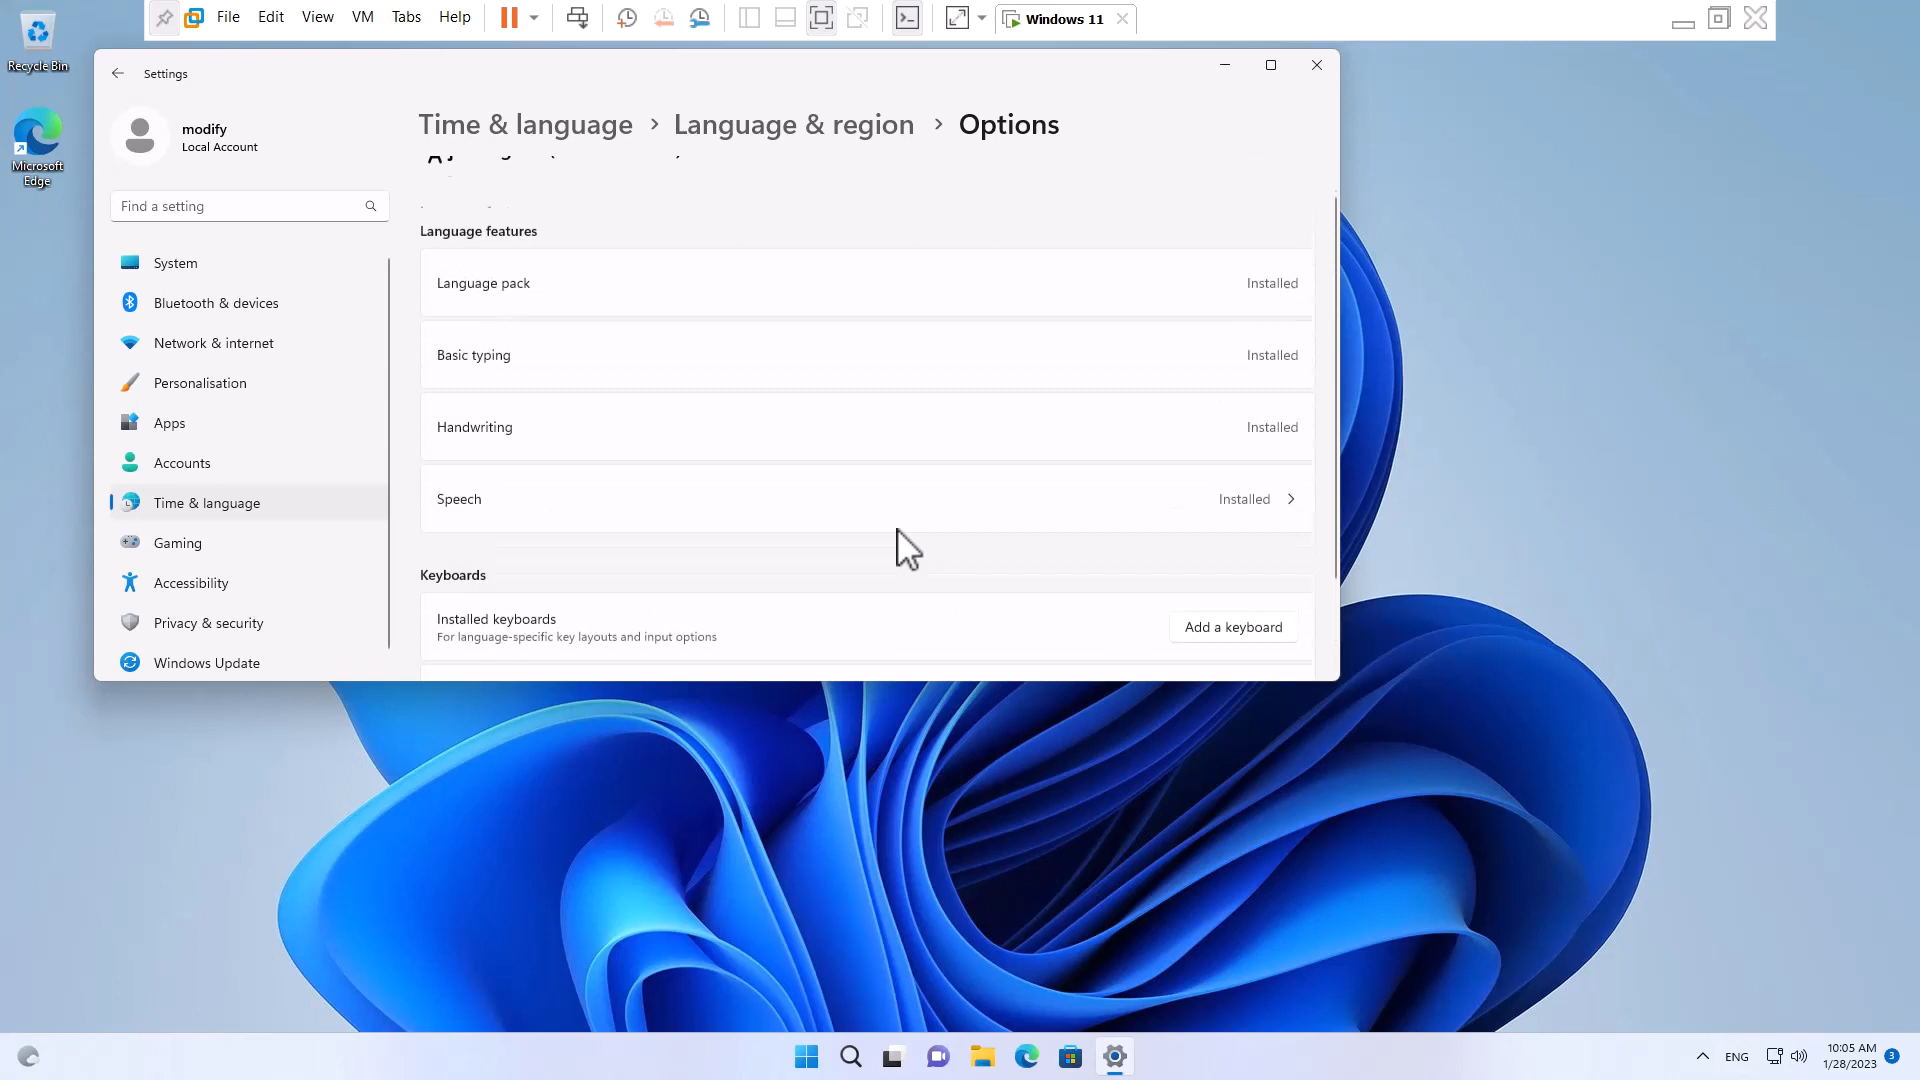 File Edit View VM Tabs Help
Windows 11
Recycle Bin
Microsoft
Edge
Settings
modify
Local Account
Find a setting
System
Bluetooth & devices
Network & internet
Personalisation
Apps
Accounts
Time & language
Gaming
Accessibility
Privacy & security
Windows Update
Time & language > Language & region > Options
Language features
Language pack Installed
Basic typing Installed
Handwriting Installed
Speech Installed
Keyboards
Installed keyboards
For language-specific key layouts and input options
Add a keyboard
ENG
10:05 AM
1/28/2023
3